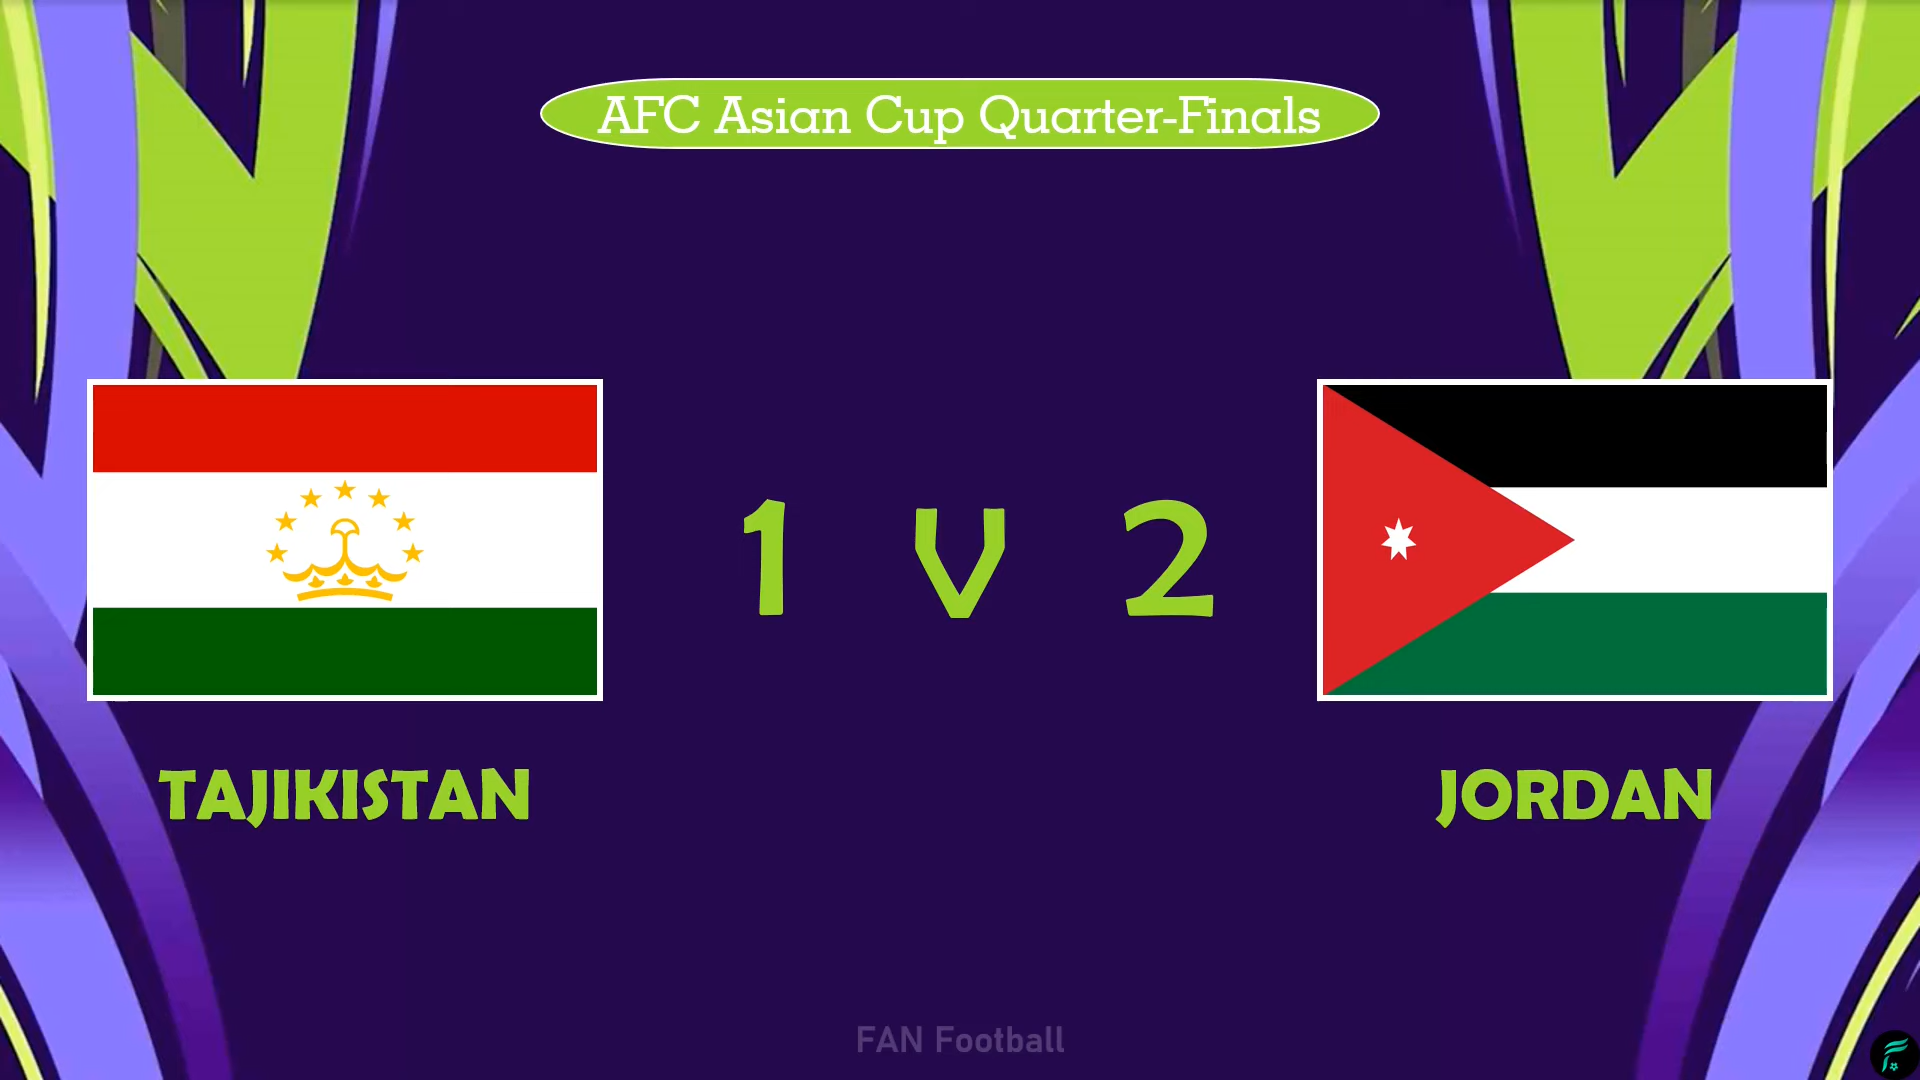 AFC Asian Cup Quarter-Finals
1 V 2
TAJIKISTAN
JORDAN
FAN Football